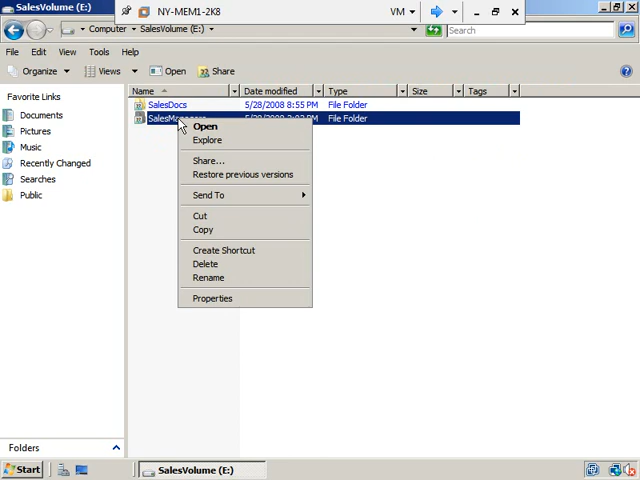 SalesVolume (E:)
NY-MEM1-2K8
VM
Computer
SalesVolume (E:)
Search
File Edit View Tools Help
Organize Views Open Share
Favorite Links
Name Date modified Type Size Tags
Documents
Pictures
Music
Recently Changed
Searches
Public
SalesDocs 5/28/2008 8:55 PM File Folder
File Folder
Open
Explore
Share...
Restore previous versions
Send To
Cut
Copy
Create Shortcut
Delete
Rename
Properties
Folders
Start
SalesVolume (E:)